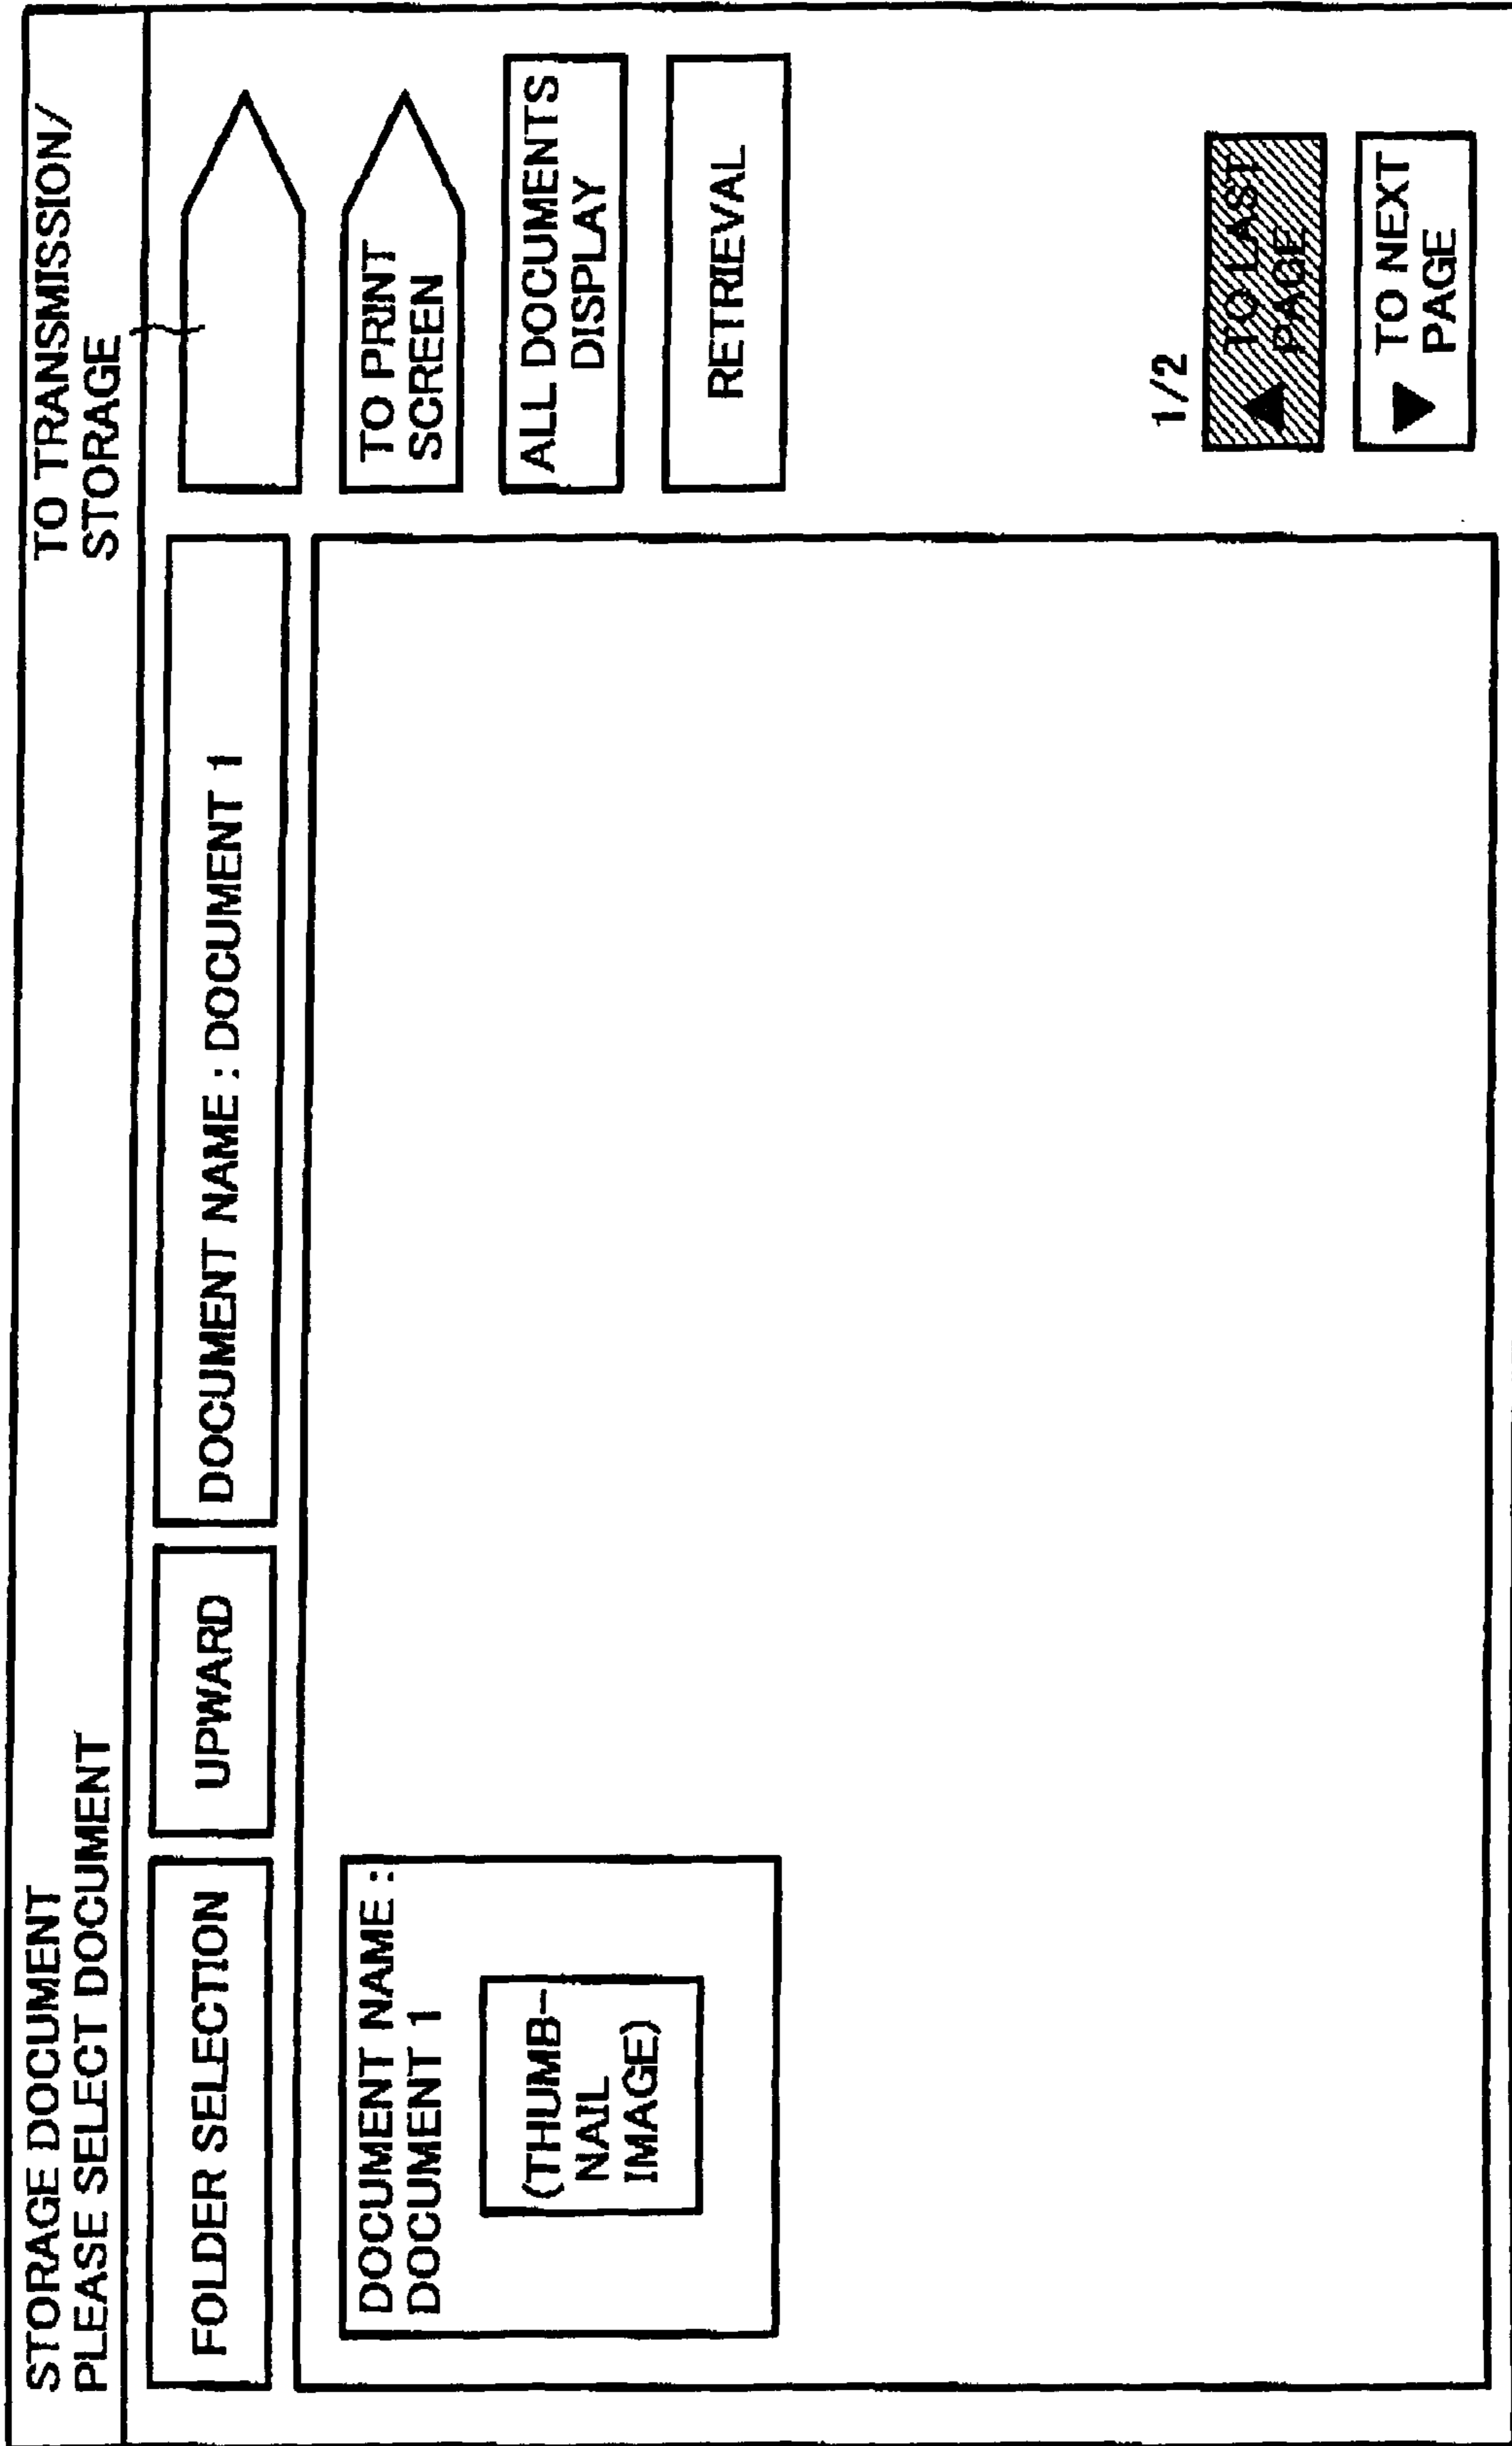 STORAGE DOCUMENT
PLEASE SELECT DOCUMENT
TO TRANSMISSION/
STORAGE
FOLDER SELECTION
UPWARD
DOCUMENT NAME : DOCUMENT 1
DOCUMENT NAME :
DOCUMENT 1
(THUMB-
NAIL
IMAGE)
TO PRINT
SCREEN
ALL DOCUMENTS
DISPLAY
RETRIEVAL
1/2
▲ TO LAST
PAGE
▼ TO NEXT
PAGE